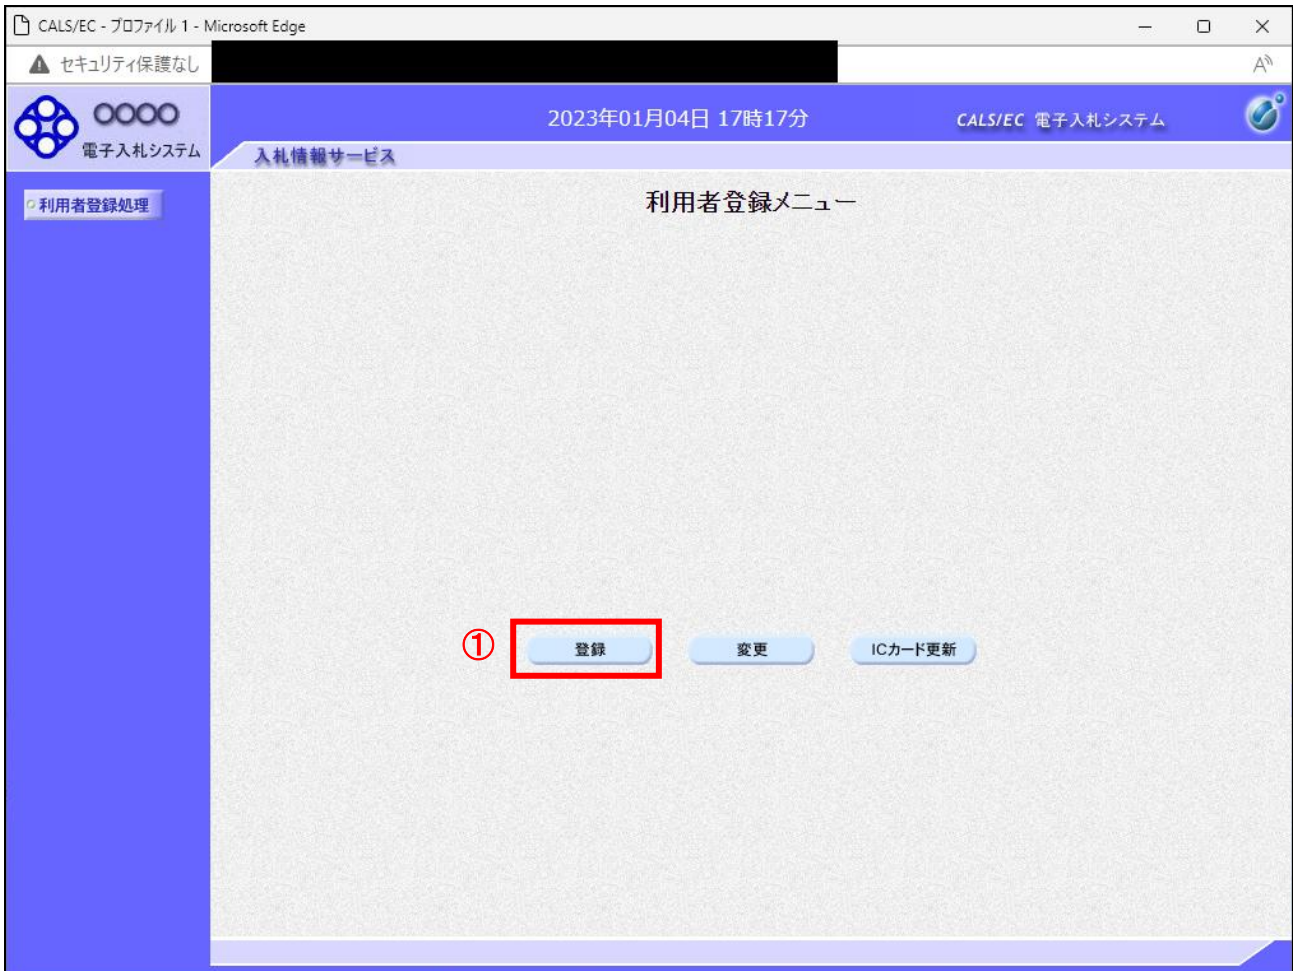 CALS/EC - プロファイル 1 - Microsoft Edge
セキュリティ保護なし
A
○○○○
電子入札システム
2023年01月04日 17時17分
CALS/EC 電子入札システム
入札情報サービス
利用者登録処理
利用者登録メニュー
①
登録
変更
ICカード更新